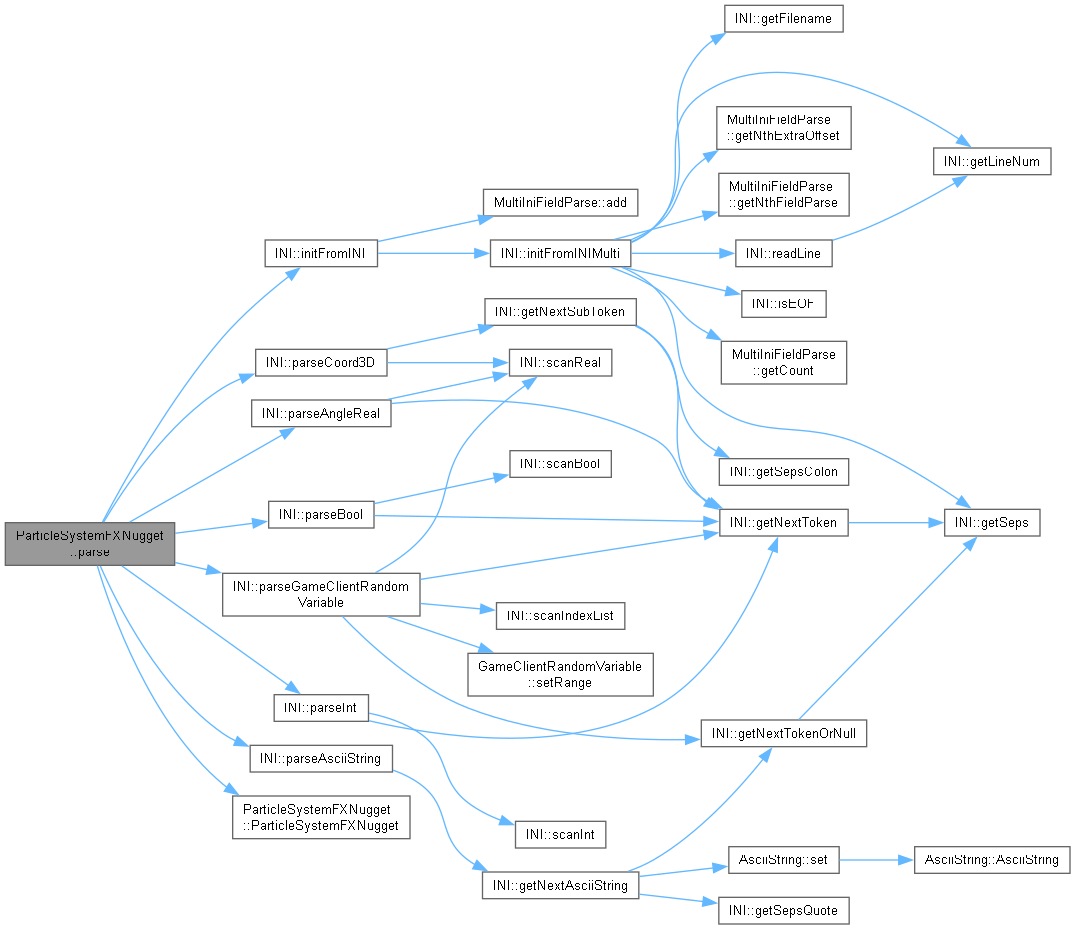 INI::getFilename
MultiIniFieldParse
::getNthExtraOffset
INI::getLineNum
MultiIniFieldParse
::getNthFieldParse
MultiIniFieldParse::add
INI::initFromINI
INI::initFromINIMulti
INI::readLine
INI::isEOF
INI::getNextSubToken
MultiIniFieldParse
::getCount
INI::parseCoord3D
INI::scanReal
INI::parseAngleReal
INI::scanBool
INI::getSepsColon
INI::parseBool
INI::getNextToken
INI::getSeps
ParticleSystemFXNugget
::parse
INI::parseGameClientRandom
Variable
INI::scanIndexList
GameClientRandomVariable
::setRange
INI::parseInt
INI::getNextTokenOrNull
INI::parseAsciiString
ParticleSystemFXNugget
::ParticleSystemFXNugget
INI::scanInt
AsciiString::set
AsciiString::AsciiString
INI::getNextAsciiString
INI::getSepsQuote